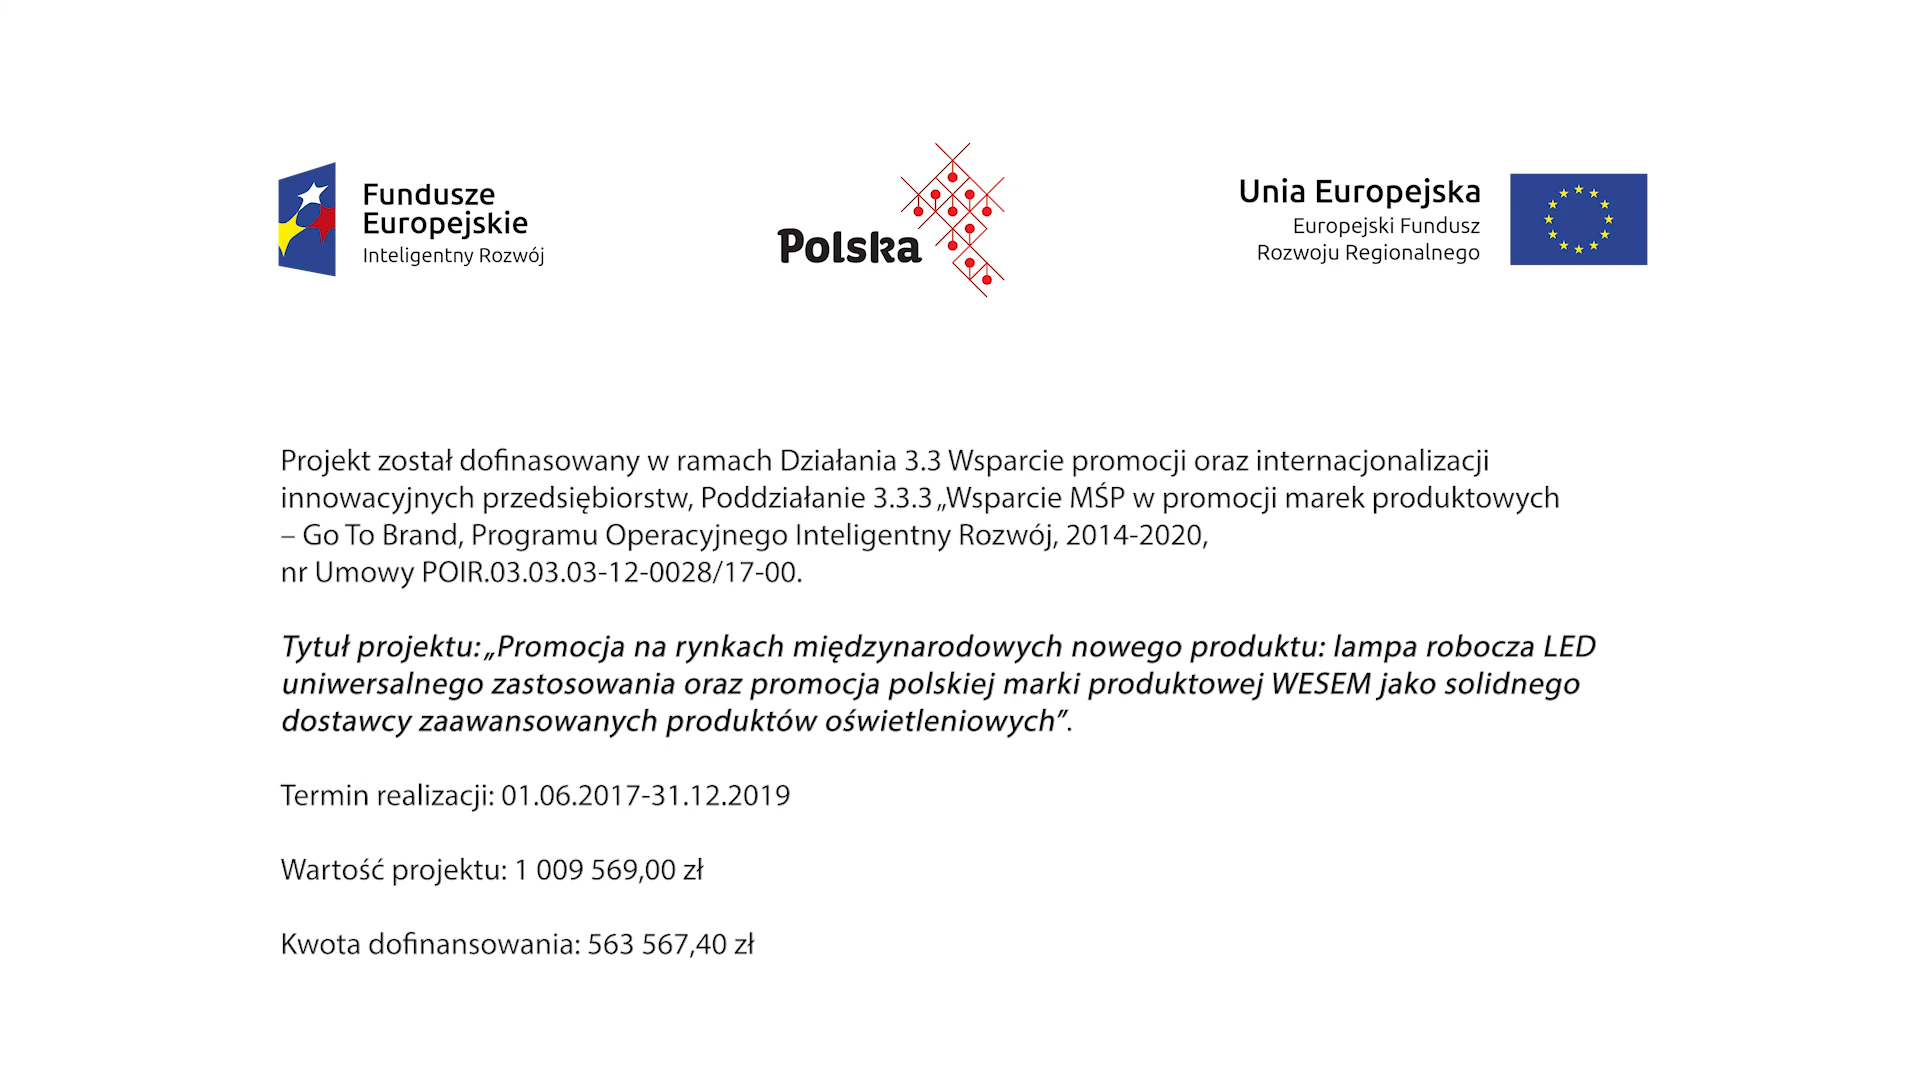 Fundusze
Europejskie
Inteligentny Rozwój
Polska
Unia Europejska
Europejski Fundusz
Rozwoju Regionalnego
Projekt został dofinasowany w ramach Działania 3.3 Wsparcie promocji oraz internacjonalizacji
innowacyjnych przedsiębiorstw, Poddziałanie 3.3.3 „Wsparcie MŚP w promocji marek produktowych
– Go To Brand, Programu Operacyjnego Inteligentny Rozwój, 2014-2020,
nr Umowy POIR.03.03.03-12-0028/17-00.
Tytuł projektu: „Promocja na rynkach międzynarodowych nowego produktu: lampa robocza LED
uniwersalnego zastosowania oraz promocja polskiej marki produktowej WESEM jako solidnego
dostawcy zaawansowanych produktów oświetleniowych”.
Termin realizacji: 01.06.2017-31.12.2019
Wartość projektu: 1 009 569,00 zł
Kwota dofinansowania: 563 567,40 zł